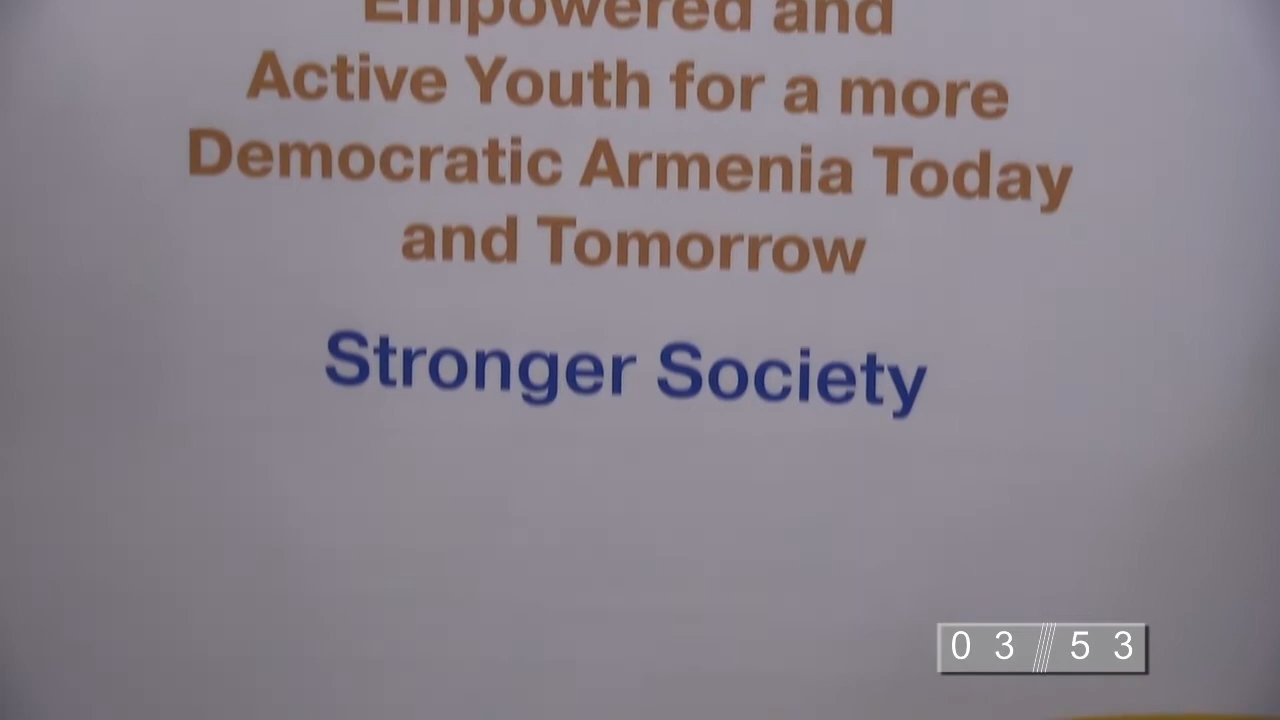 Empowered and
Active Youth for a more
Democratic Armenia Today
and Tomorrow
Stronger Society
03 53